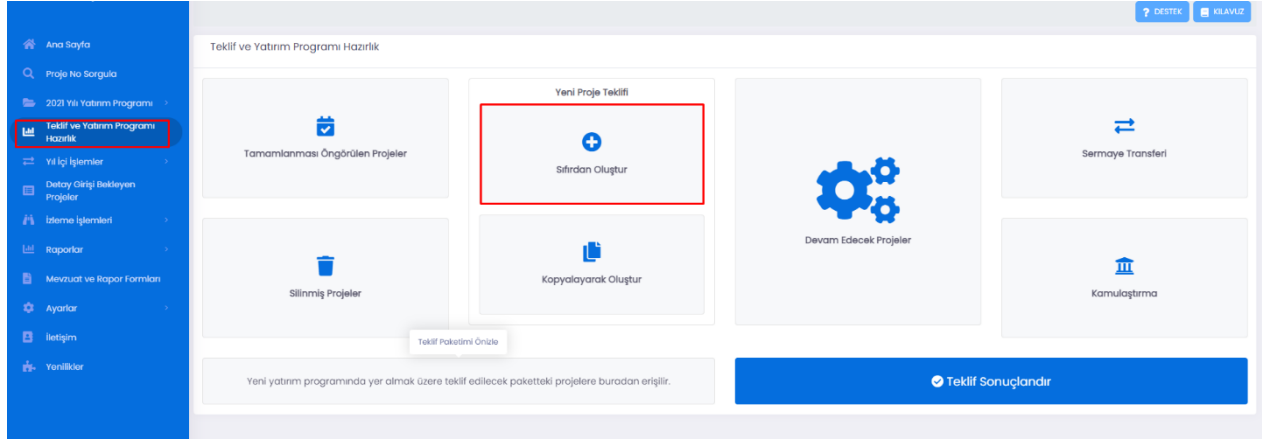 DESTEK
KILAVUZ
Ana Sayfa
Proje No Sorgula
2021 Yılı Yatırım Programı
Teklif ve Yatırım Programı
Hazırlık
Yıl İçi İşlemler
Detay Girişi Bekleyen
Projeler
İzleme İşlemleri
Raporlar
Mevzuat ve Rapor Formları
Ayarlar
İletişim
Yenilikler
Teklif ve Yatırım Programı Hazırlık
Tamamlanması Öngörülen Projeler
Yeni Proje Teklifi
Sıfırdan Oluştur
Kopyalayarak Oluştur
Silinmiş Projeler
Devam Edecek Projeler
Sermaye Transferi
Kamulaştırma
Teklif Paketimi Önizle
Yeni yatırım programında yer almak üzere teklif edilecek paketteki projelere buradan erişilir.
Teklif Sonuçlandır